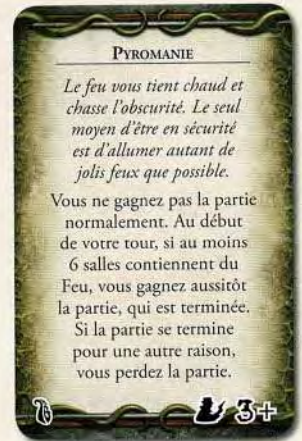 PYROMANIE
Le feu vous tient chaud et
chasse l'obscurité. Le seul
moyen d'être en sécurité
est d'allumer autant de
jolis feux que possible.
Vous ne gagnez pas la partie
normalement. Au début
de votre tour, si au moins
6 salles contiennent du
Feu, vous gagnez aussitôt
la partie, qui est terminée.
Si la partie se termine
pour une autre raison,
vous perdez la partie.
3+